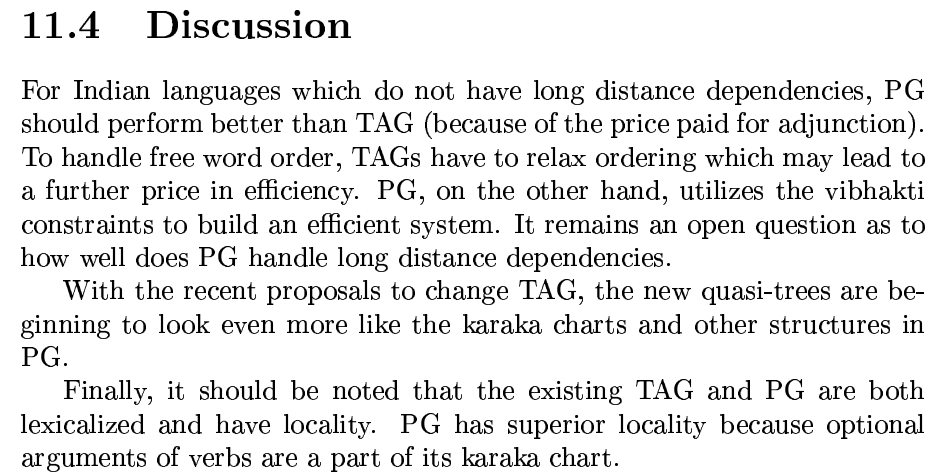 11.4 Discussion
For Indian languages which do not have long distance dependencies, PG
should perform better than TAG (because of the price paid for adjunction).
To handle free word order, TAGs have to relax ordering which may lead to
a further price in efficiency. PG, on the other hand, utilizes the vibhakti
constraints to build an efficient system. It remains an open question as to
how well does PG handle long distance dependencies.
With the recent proposals to change TAG, the new quasi-trees are be-
ginning to look even more like the karaka charts and other structures in
PG.
Finally, it should be noted that the existing TAG and PG are both
lexicalized and have locality. PG has superior locality because optional
arguments of verbs are a part of its karaka chart.